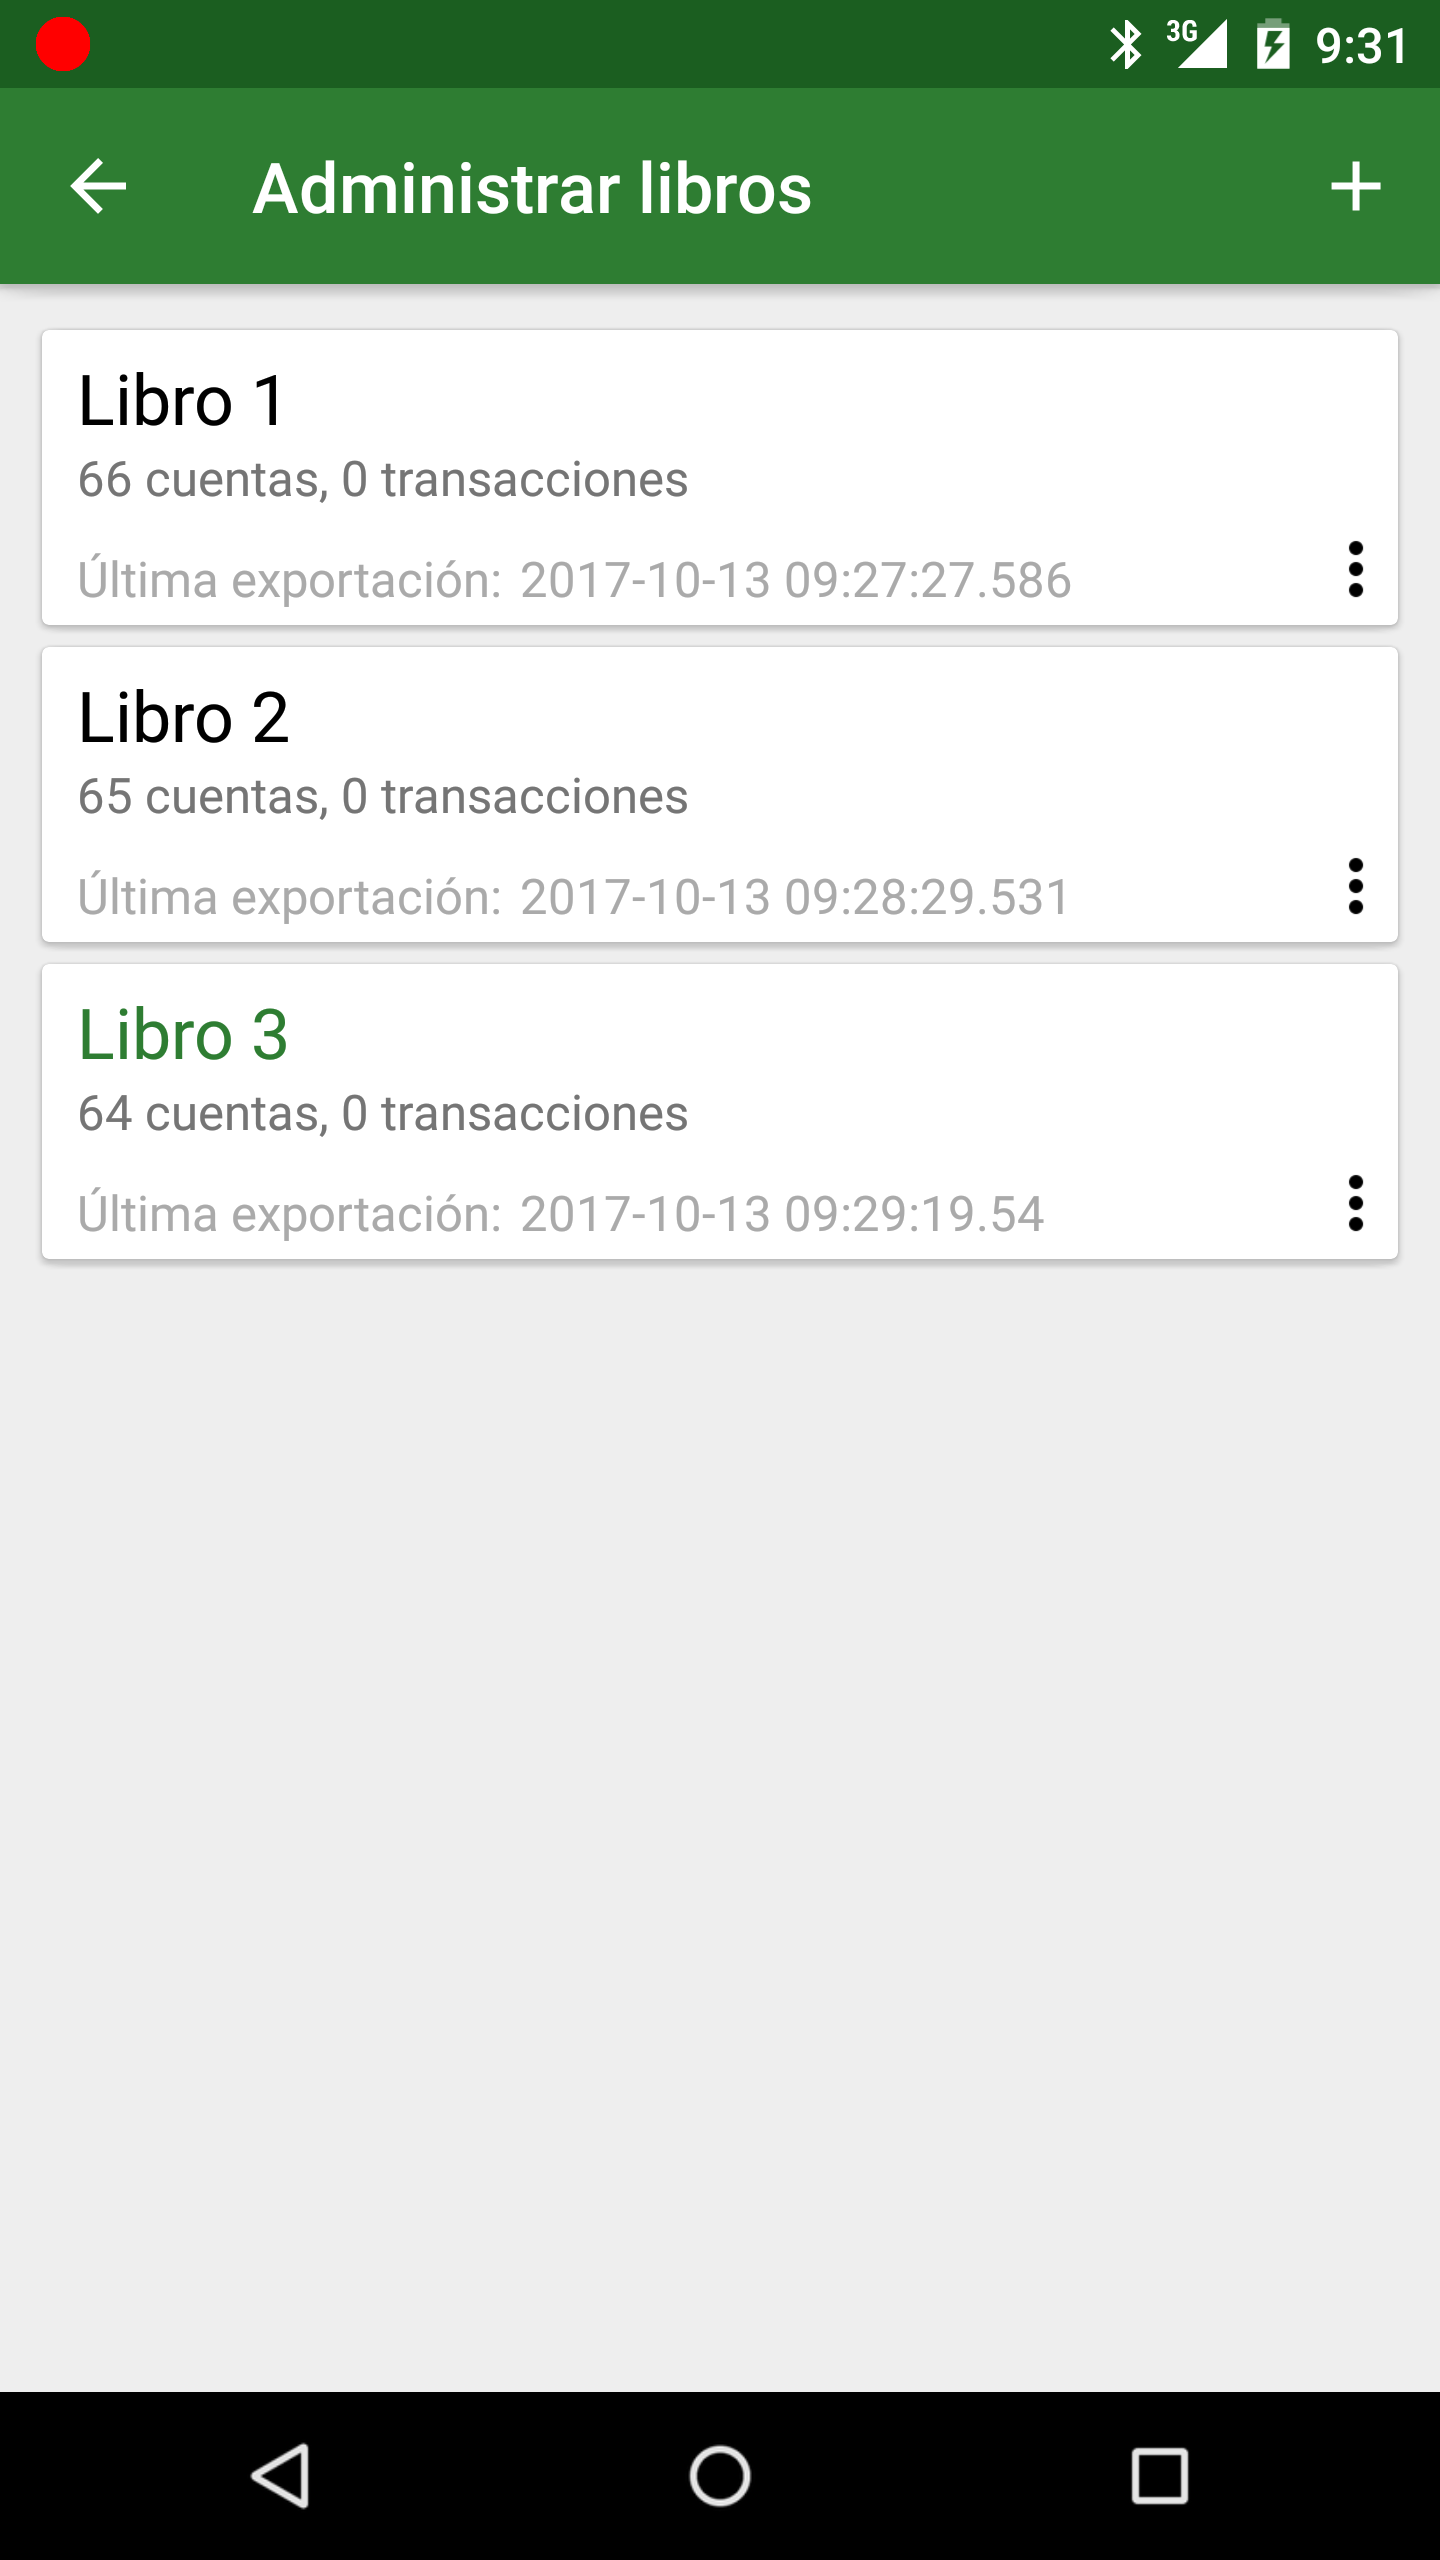 3G 9:31
Administrar libros
Libro 1
66 cuentas, 0 transacciones
Última exportación: 2017-10-13 09:27:27.586
Libro 2
65 cuentas, 0 transacciones
Última exportación: 2017-10-13 09:28:29.531
Libro 3
64 cuentas, 0 transacciones
Última exportación: 2017-10-13 09:29:19.54